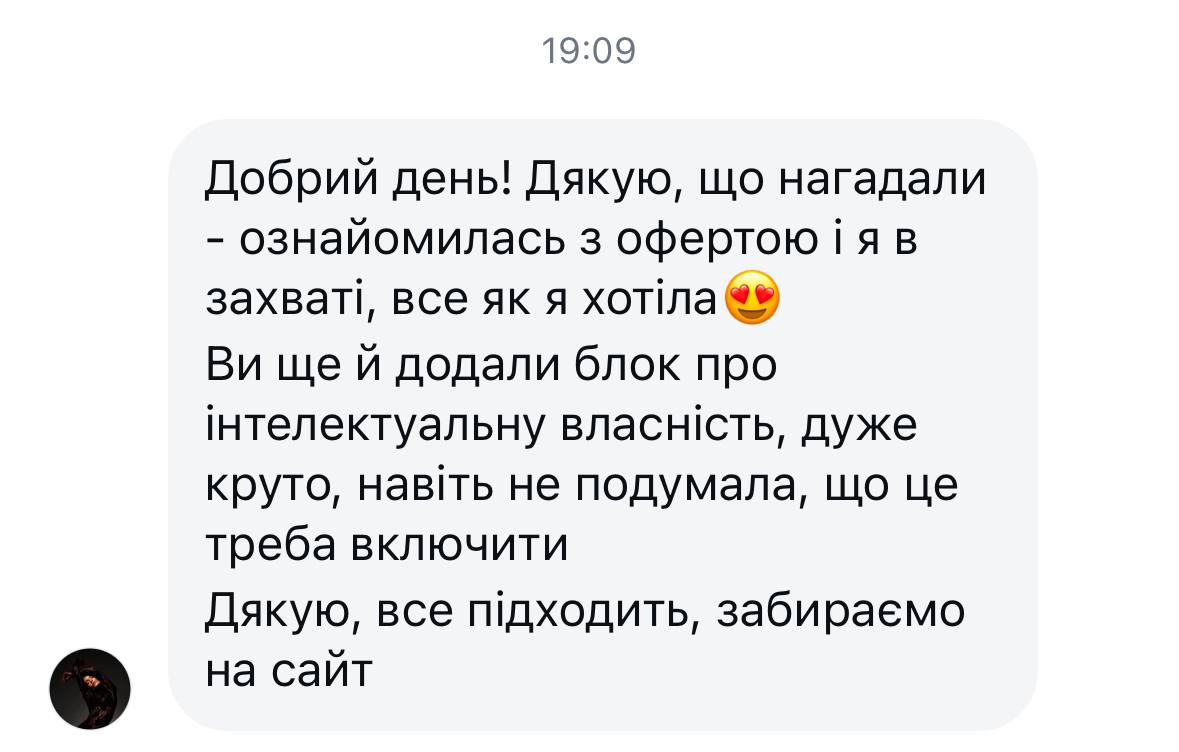 19:09
Добрий день! Дякую, що нагадали
- ознайомилась з офертою і я в
захваті, все як я хотіла😍
Ви ще й додали блок про
інтелектуальну власність, дуже
круто, навіть не подумала, що це
треба включити
Дякую, все підходить, забираємо
на сайт